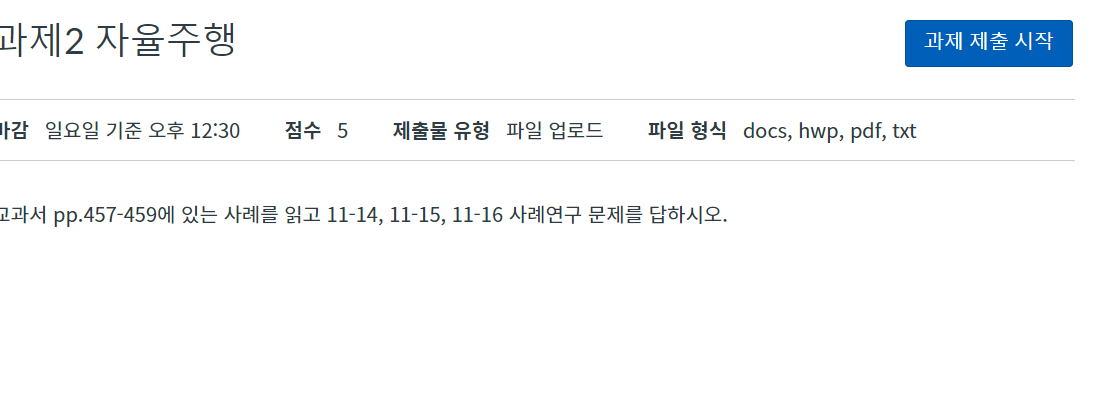 과제2 자율주행
과제 제출 시작
마감 일요일 기준 오후 12:30 점수 5 제출물 유형 파일 업로드 파일 형식 docs, hwp, pdf, txt
교과서 pp.457-459에 있는 사례를 읽고 11-14, 11-15, 11-16 사례연구 문제를 답하시오.